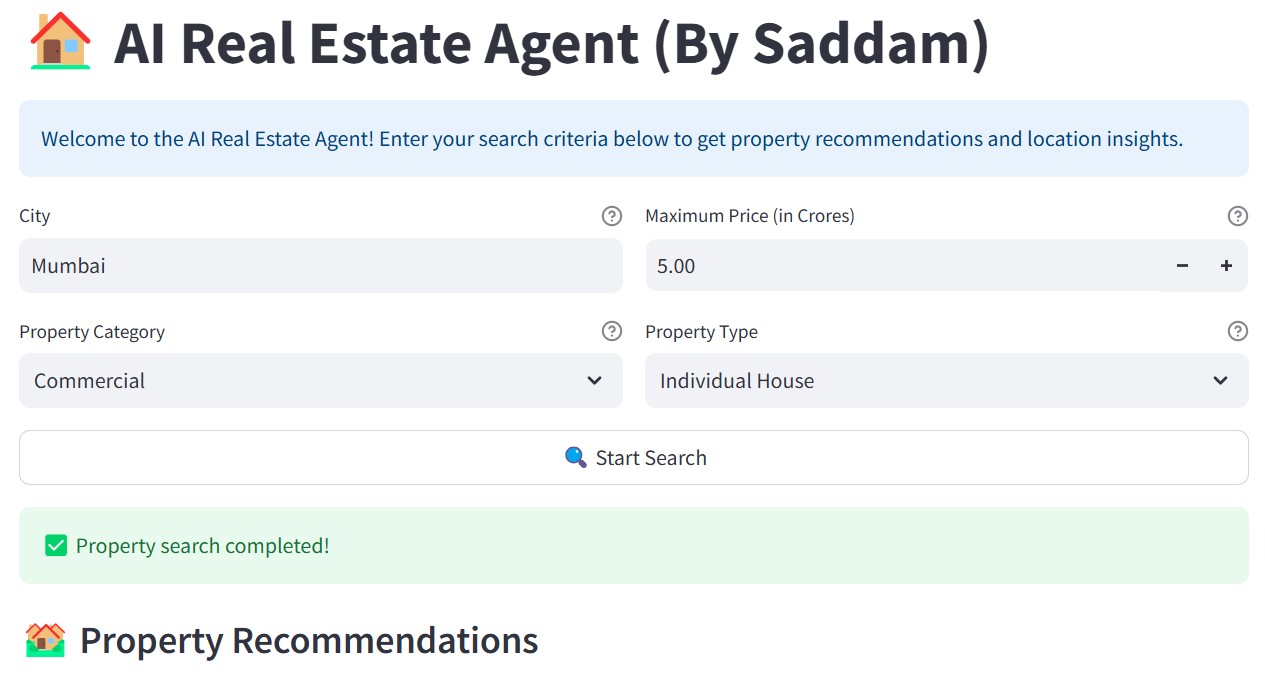 AI Real Estate Agent (By Saddam)
Welcome to the AI Real Estate Agent! Enter your search criteria below to get property recommendations and location insights.
City
Maximum Price (in Crores)
Mumbai
5.00
Property Category
Property Type
Commercial
Individual House
Start Search
Property search completed!
Property Recommendations